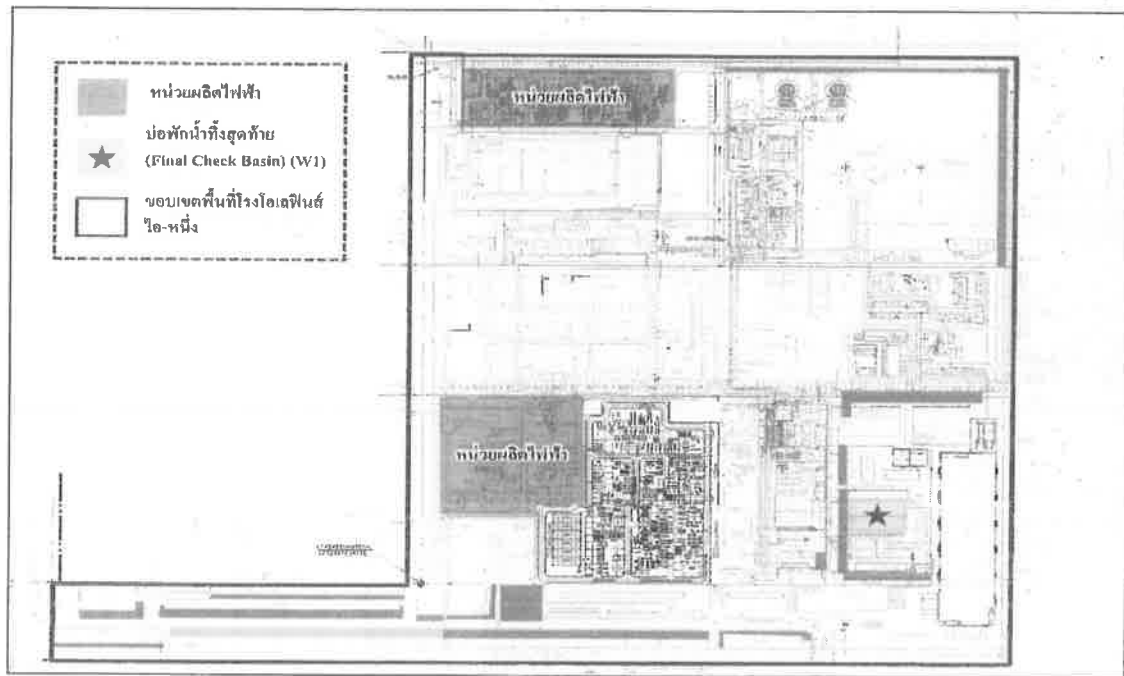 หน่วยผลิตไฟฟ้า
บ่อพักน้ำทิ้งสุดท้าย
(Final Check Basin) (W1)
ขอบเขตพื้นที่โรงโอเลฟินส์
ไอ-หนึ่ง
หน่วยผลิตไฟฟ้า
หน่วยผลิตไฟฟ้า